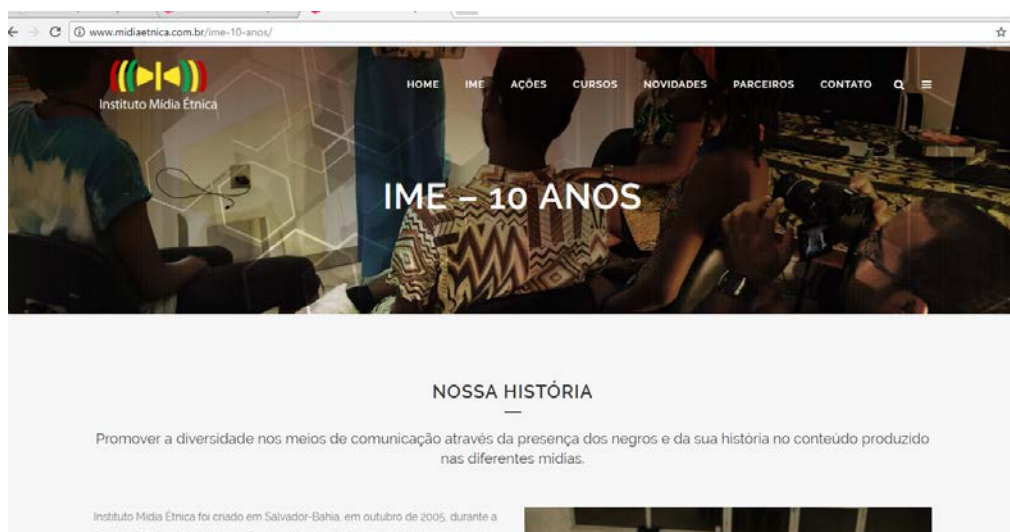 www.midiaetnica.com.br/ime-10-anos/
Instituto Mídia Étnica
HOME IME AÇÕES CURSOS NOVIDADES PARCEIROS CONTATO
IME – 10 ANOS
NOSSA HISTÓRIA
Promover a diversidade nos meios de comunicação através da presença dos negros e da sua história no conteúdo produzido
nas diferentes mídias.
Instituto Mídia Étnica foi criado em Salvador-Bahia, em outubro de 2005, durante a